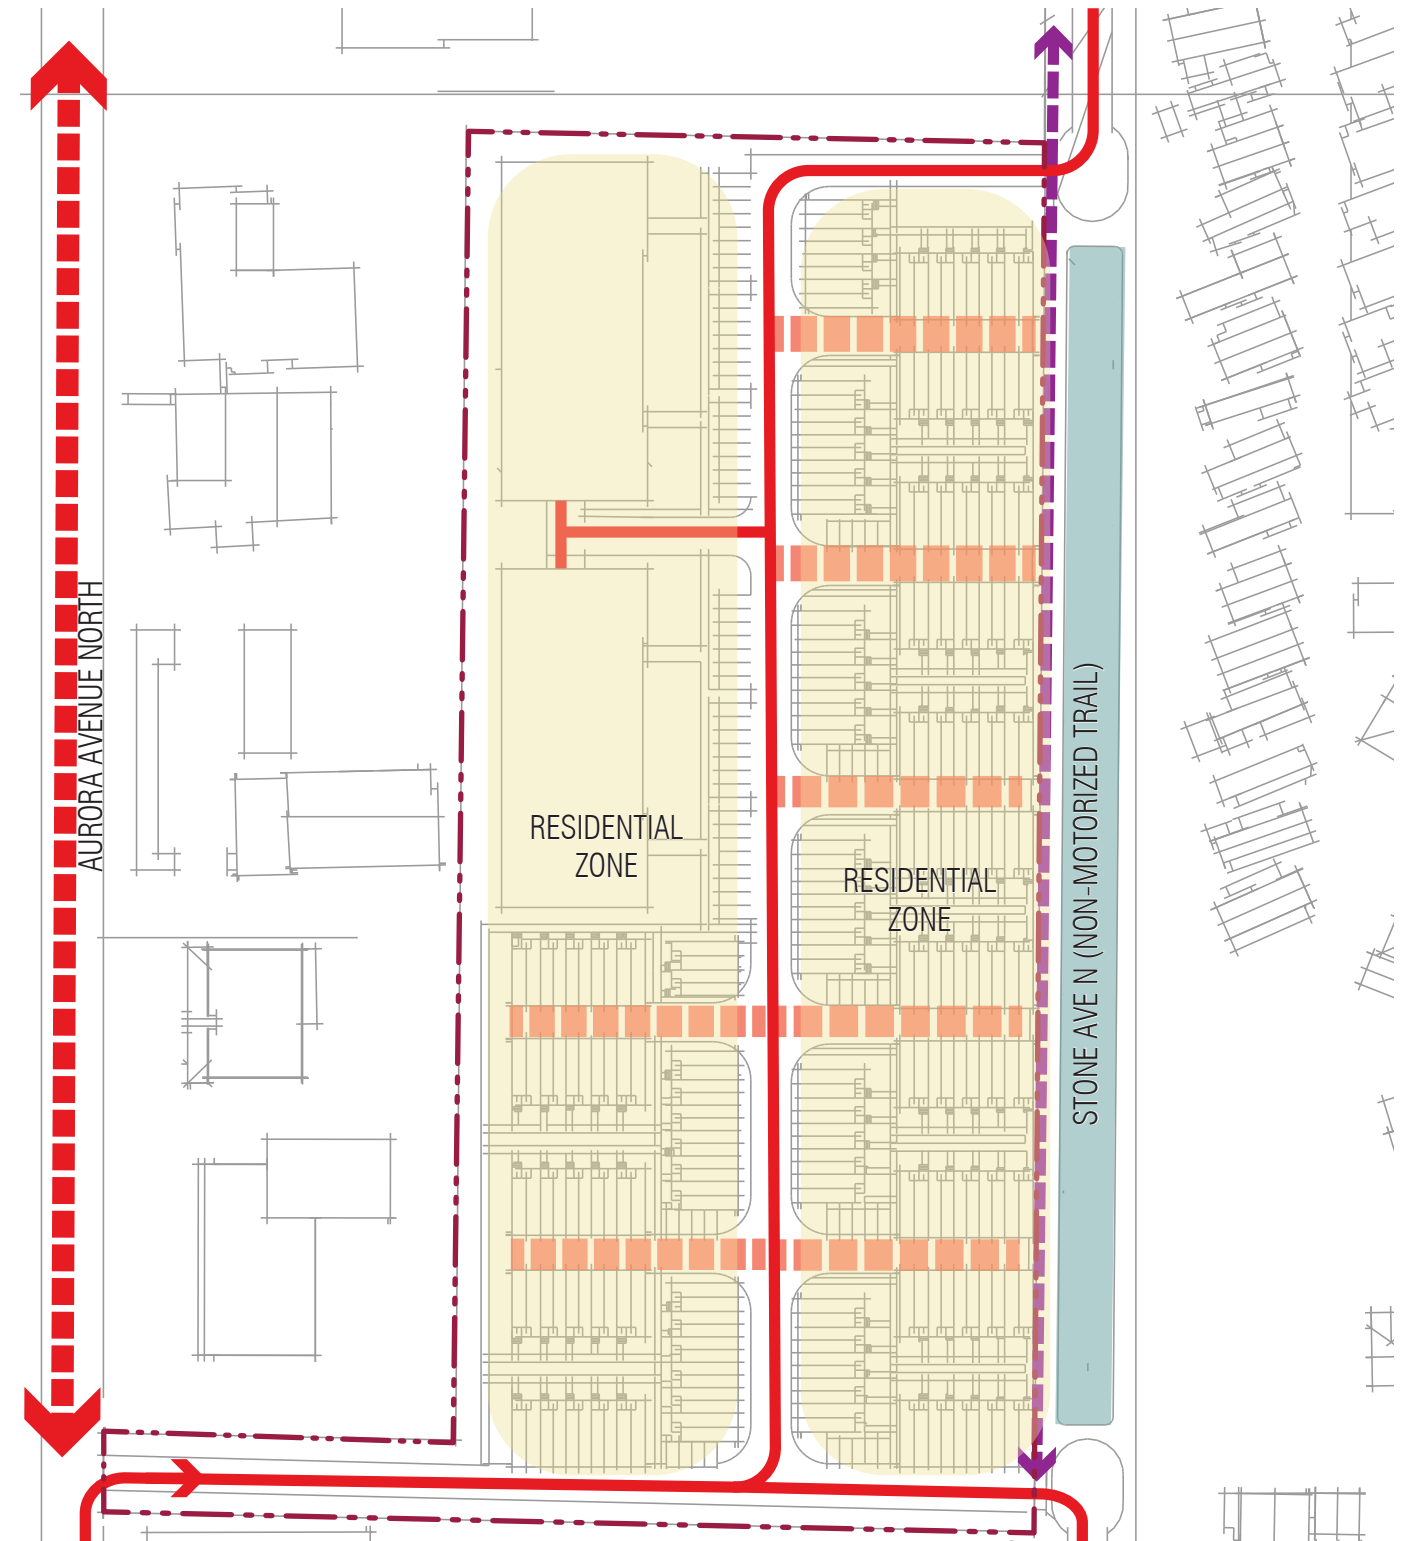 AURORA AVENUE NORTH
RESIDENTIAL
ZONE
RESIDENTIAL
ZONE
STONE AVE N (NON-MOTORIZED TRAIL)